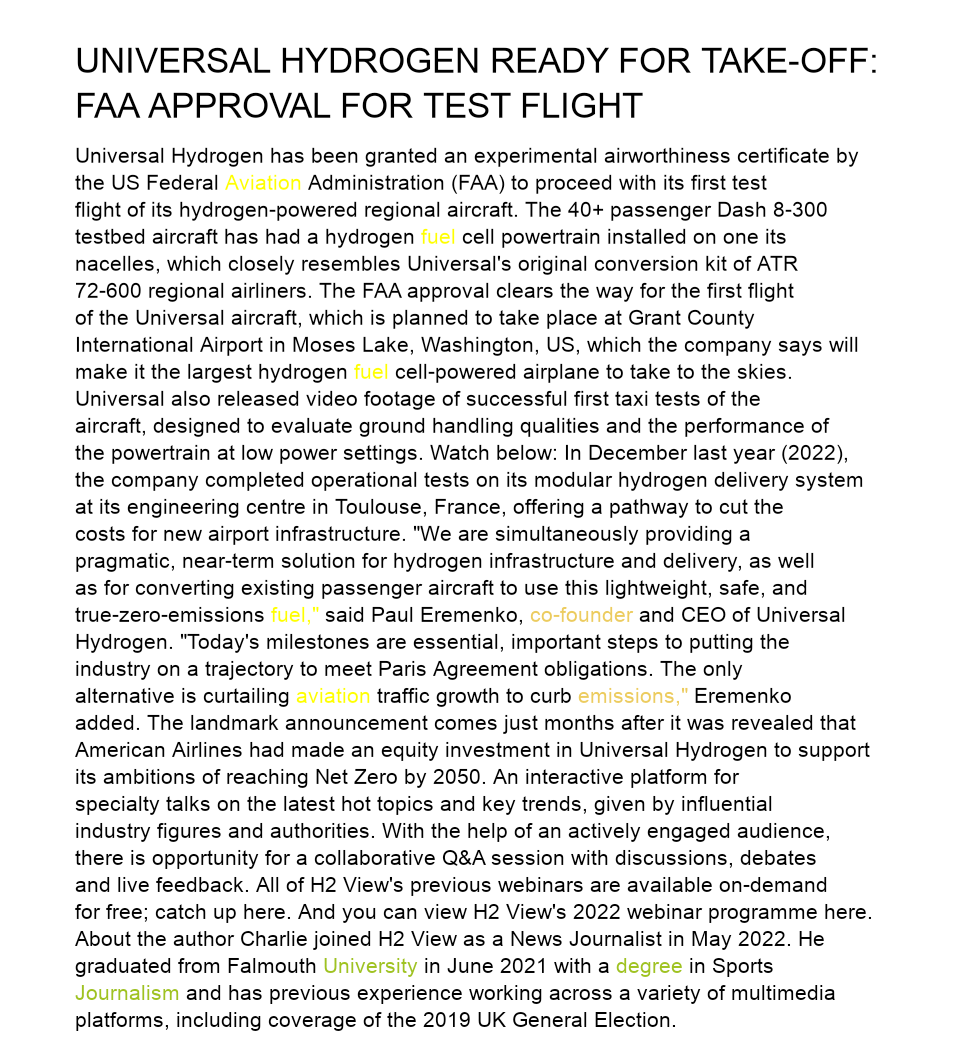 UNIVERSAL HYDROGEN READY FOR TAKE-OFF:
FAA APPROVAL FOR TEST FLIGHT
Universal Hydrogen has been granted an experimental airworthiness certificate by
the US Federal Aviation Administration (FAA) to proceed with its first test
flight of its hydrogen-powered regional aircraft. The 40+ passenger Dash 8-300
testbed aircraft has had a hydrogen fuel cell powertrain installed on one its
nacelles, which closely resembles Universal's original conversion kit of ATR
72-600 regional airliners. The FAA approval clears the way for the first flight
of the Universal aircraft, which is planned to take place at Grant County
International Airport in Moses Lake, Washington, US, which the company says will
make it the largest hydrogen fuel cell-powered airplane to take to the skies.
Universal also released video footage of successful first taxi tests of the
aircraft, designed to evaluate ground handling qualities and the performance of
the powertrain at low power settings. Watch below: In December last year (2022),
the company completed operational tests on its modular hydrogen delivery system
at its engineering centre in Toulouse, France, offering a pathway to cut the
costs for new airport infrastructure. "We are simultaneously providing a
pragmatic, near-term solution for hydrogen infrastructure and delivery, as well
as for converting existing passenger aircraft to use this lightweight, safe, and
true-zero-emissions fuel," said Paul Eremenko, co-founder and CEO of Universal
Hydrogen. "Today's milestones are essential, important steps to putting the
industry on a trajectory to meet Paris Agreement obligations. The only
alternative is curtailing aviation traffic growth to curb emissions," Eremenko
added. The landmark announcement comes just months after it was revealed that
American Airlines had made an equity investment in Universal Hydrogen to support
its ambitions of reaching Net Zero by 2050. An interactive platform for
specialty talks on the latest hot topics and key trends, given by influential
industry figures and authorities. With the help of an actively engaged audience,
there is opportunity for a collaborative Q&A session with discussions, debates
and live feedback. All of H2 View's previous webinars are available on-demand
for free; catch up here. And you can view H2 View's 2022 webinar programme here.
About the author Charlie joined H2 View as a News Journalist in May 2022. He
graduated from Falmouth University in June 2021 with a degree in Sports
Journalism and has previous experience working across a variety of multimedia
platforms, including coverage of the 2019 UK General Election.